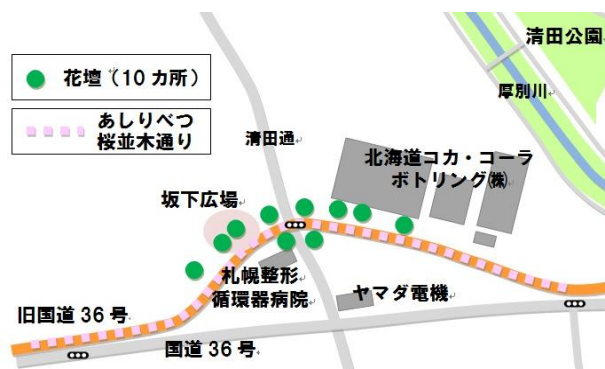 花壇（10カ所）
あしりべつ
桜並木通り
清田公園
厚別川
清田通
北海道コカ・コーラ
ボトリング㈱
坂下広場
札幌整形
循環器病院
ヤマダ電機
旧国道36号
国道36号